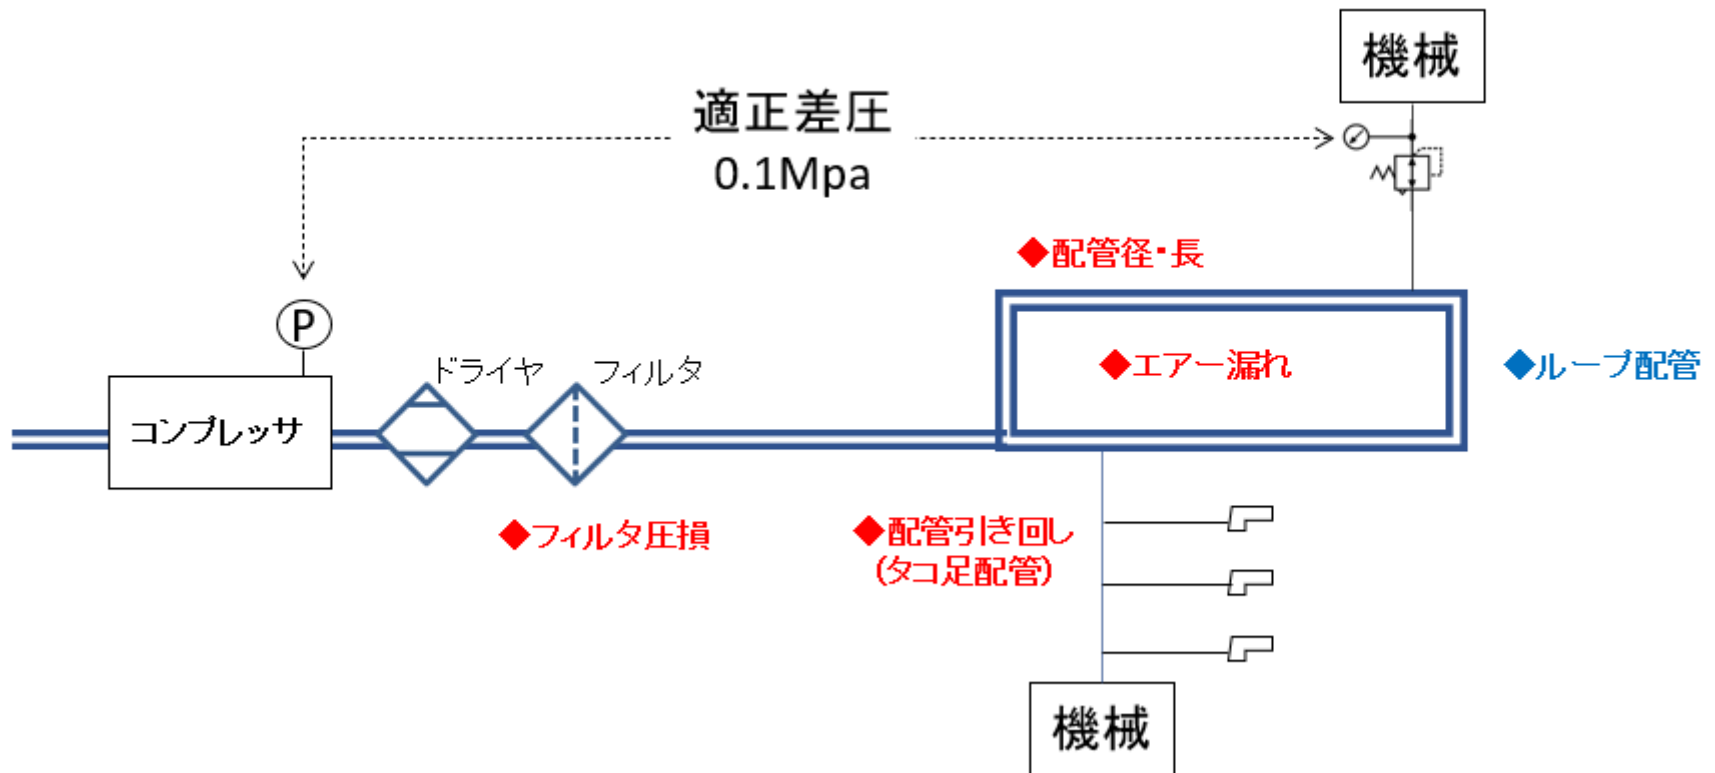 機械
適正差圧
0.1Mpa
◆配管径・長
P
ドライヤ
フィルタ
◆エアー漏れ
◆ループ配管
コンプレッサ
◆フィルタ圧損
◆配管引き回し
(タコ足配管)
機械